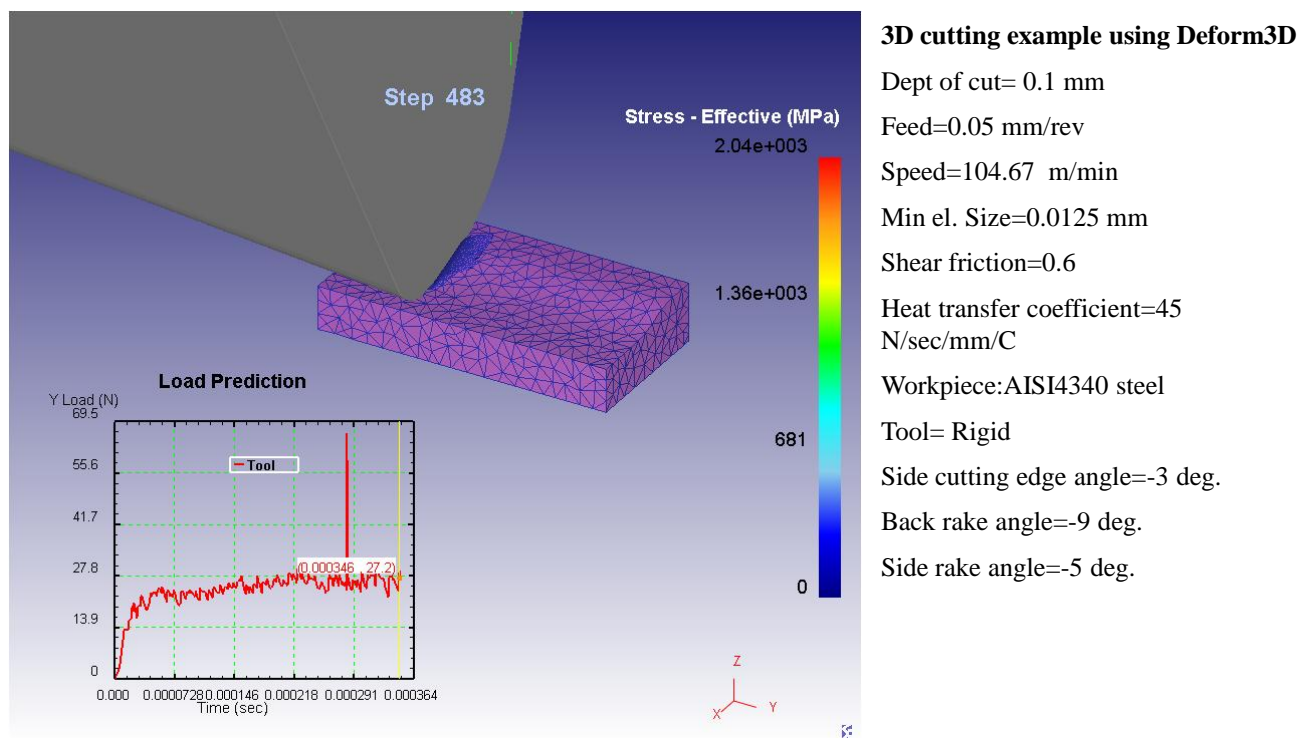 3D cutting example using Deform3D
Dept of cut= 0.1 mm
Feed=0.05 mm/rev
Speed=104.67 m/min
Min el. Size=0.0125 mm
Shear friction=0.6
Heat transfer coefficient=45
N/sec/mm/C
Workpiece:AISI4340 steel
Tool= Rigid
Side cutting edge angle=-3 deg.
Back rake angle=-9 deg.
Side rake angle=-5 deg.
Step 483
Stress - Effective (MPa)
2.04e+003
1.36e+003
681
0
Load Prediction
Y Load (N)
69.5
55.6
41.7
27.8
13.9
0
Tool
(0.000346 , 27.2)
0.000 0.0000728 0.000146 0.000218 0.000291 0.000364
Time (sec)
Z
X Y